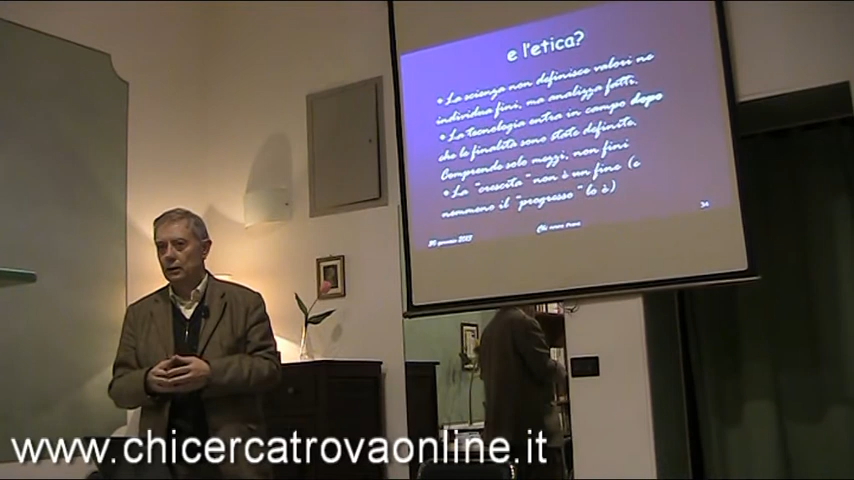 e l'etica?
• La scienza non definisce valori ne
individua fini, ma analizza fatti.
• La tecnologia entra in campo dopo
che le finalità sono state definite.
Comprende solo mezzi, non fini
• La "crescita" non è un fine (e
nemmeno il "progresso" lo è)
34
www.chicercatrovaonline.it